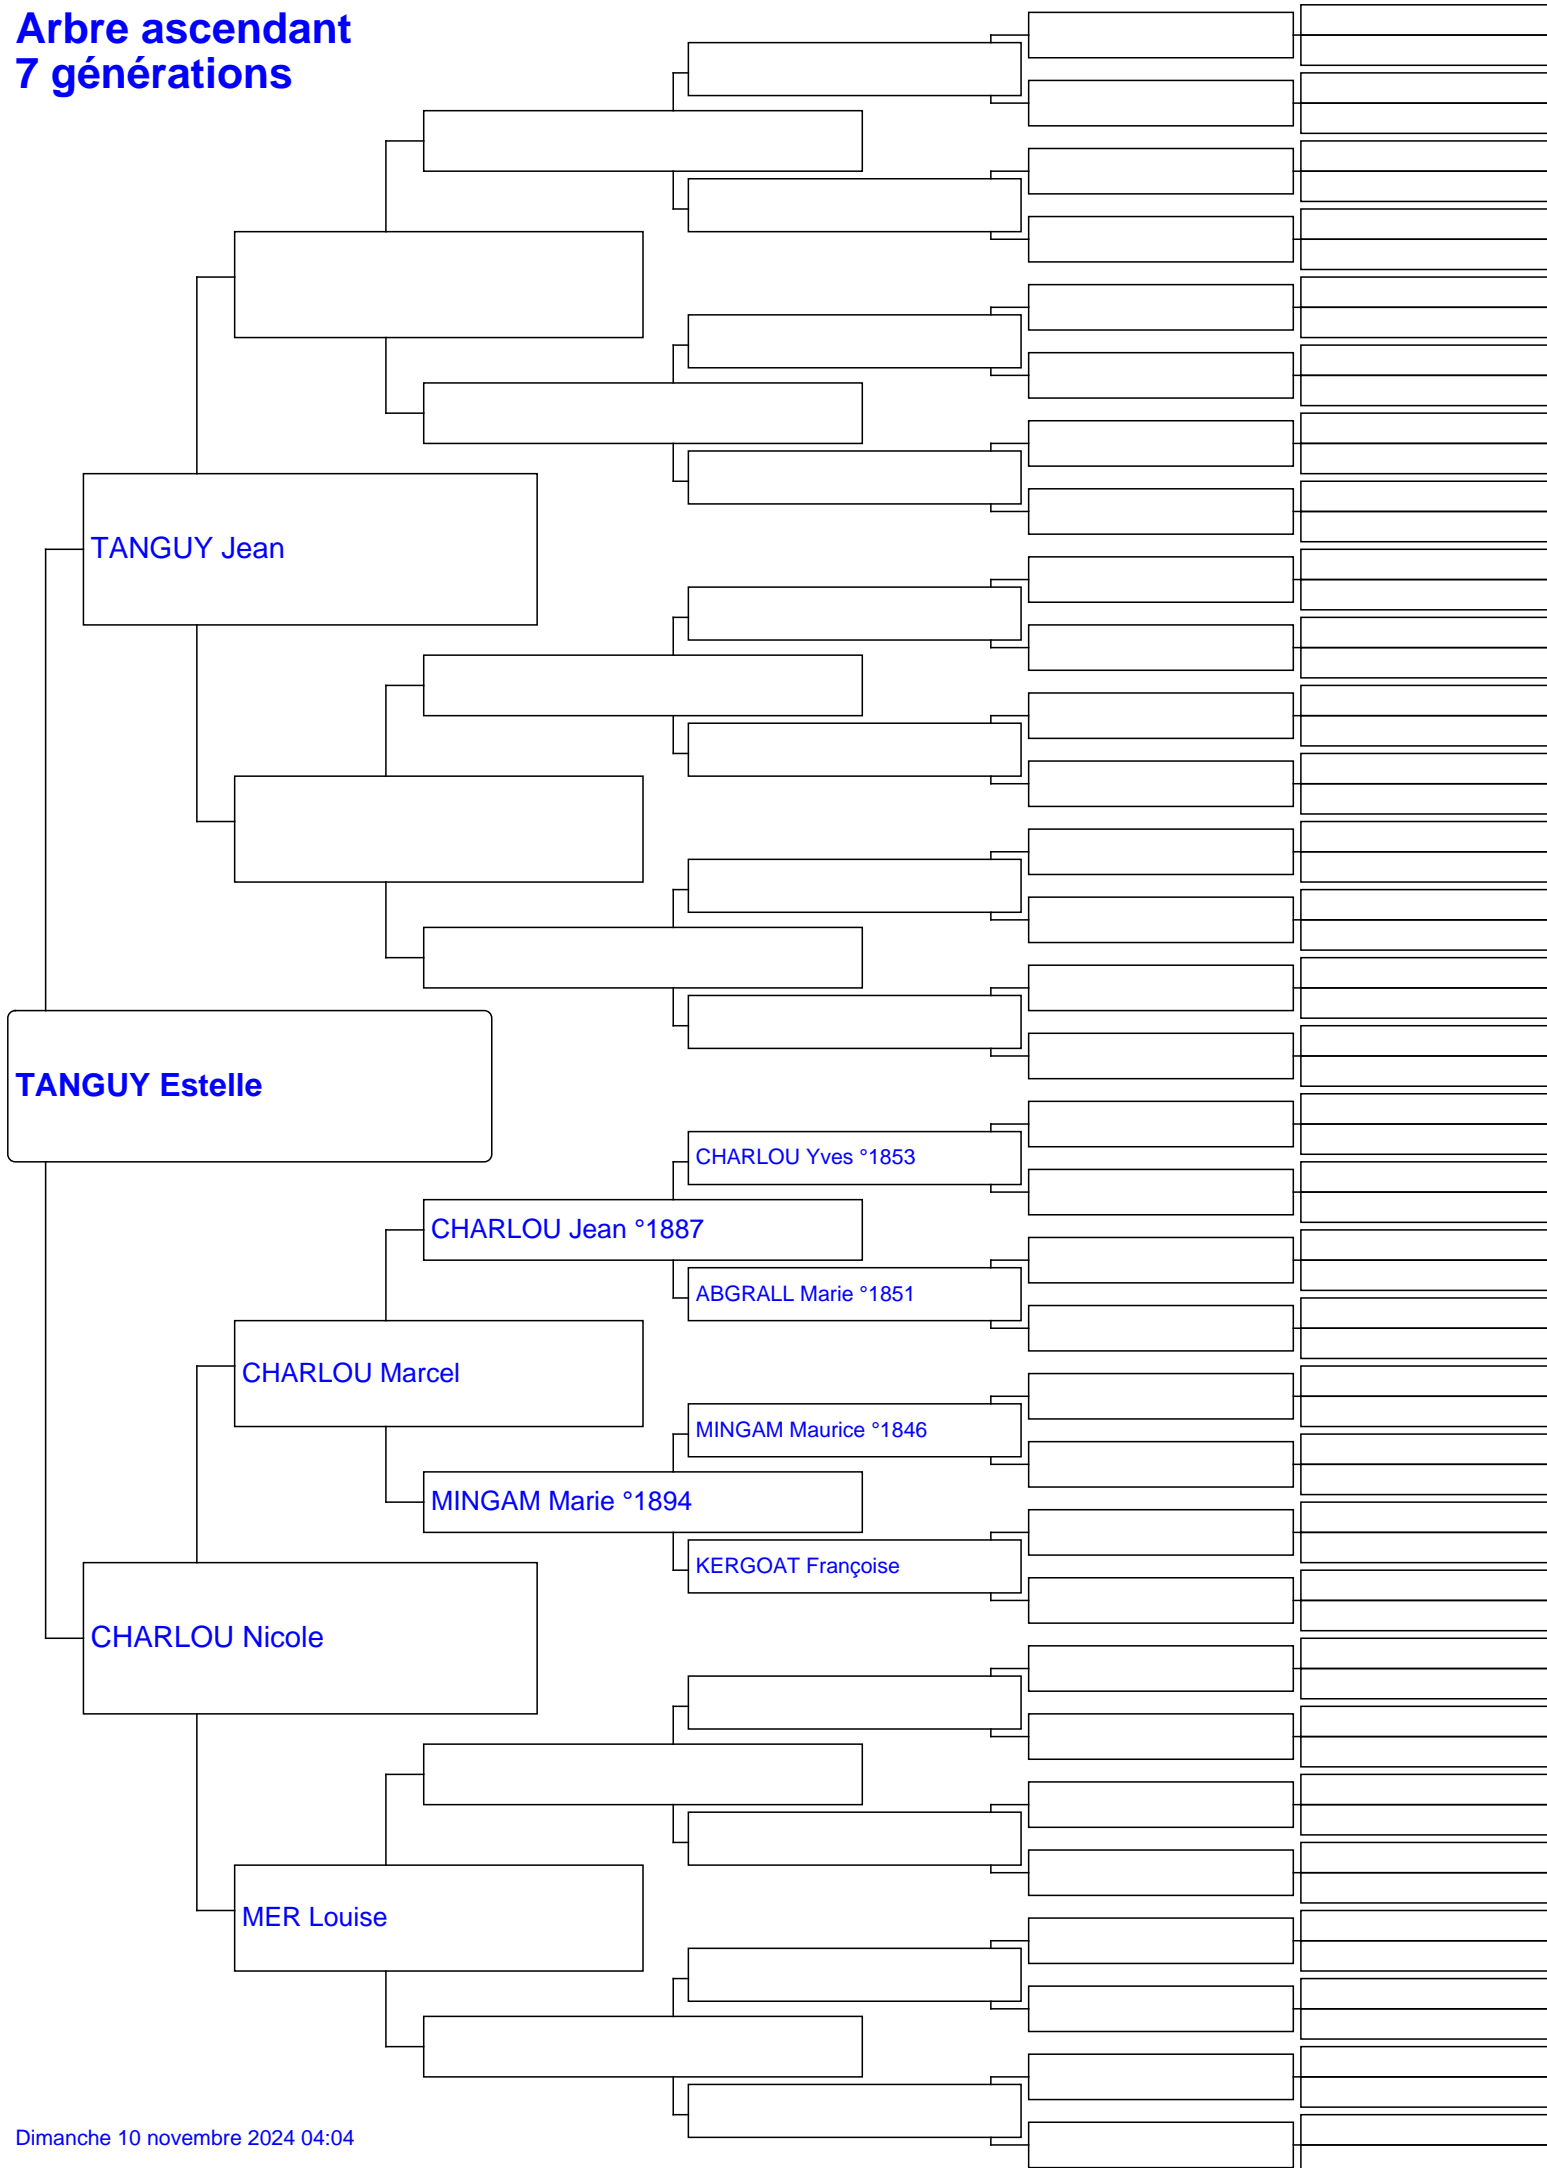 Arbre ascendant
7 générations
TANGUY Jean
TANGUY Estelle
CHARLOU Yves °1853
CHARLOU Jean °1887
ABGRALL Marie °1851
CHARLOU Marcel
MINGAM Maurice °1846
MINGAM Marie °1894
KERGOAT Françoise
CHARLOU Nicole
MER Louise
Dimanche 10 novembre 2024 04:04